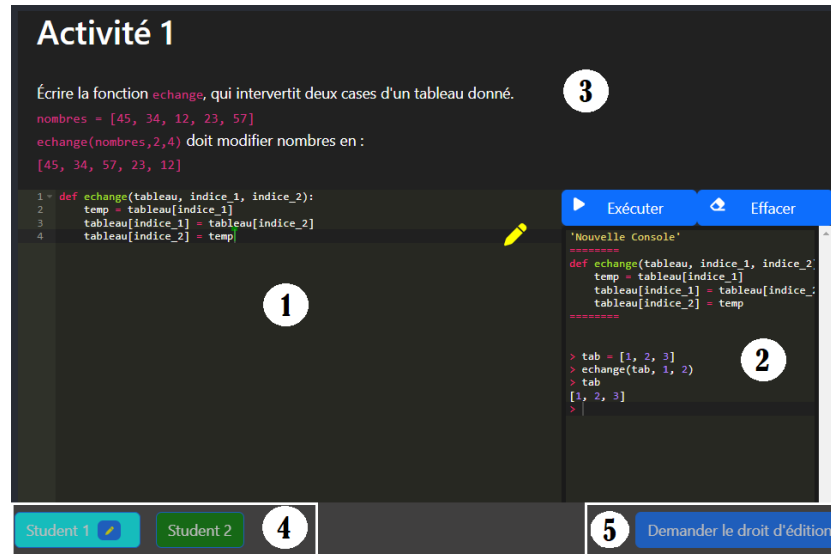 Activité 1
Écrire la fonction echange, qui intervertit deux cases d'un tableau donné.
3
nombres = [45, 34, 12, 23, 57]
echange(nombres,2,4) doit modifier nombres en :
[45, 34, 57, 23, 12]
1 def echange(tableau, indice_1, indice_2):
2 temp = tableau[indice_1]
3 tableau[indice_1] = tableau[indice_2]
4 tableau[indice_2] = temp
1
Exécuter
Effacer
'Nouvelle Console'
========
def echange(tableau, indice_1, indice_2
temp = tableau[indice_1]
tableau[indice_1] = tableau[indice_2
tableau[indice_2] = temp
========
> tab = [1, 2, 3]
> echange(tab, 1, 2)
> tab
[1, 2, 3]
>
2
Student 1
Student 2
4
5
Demander le droit d'édition